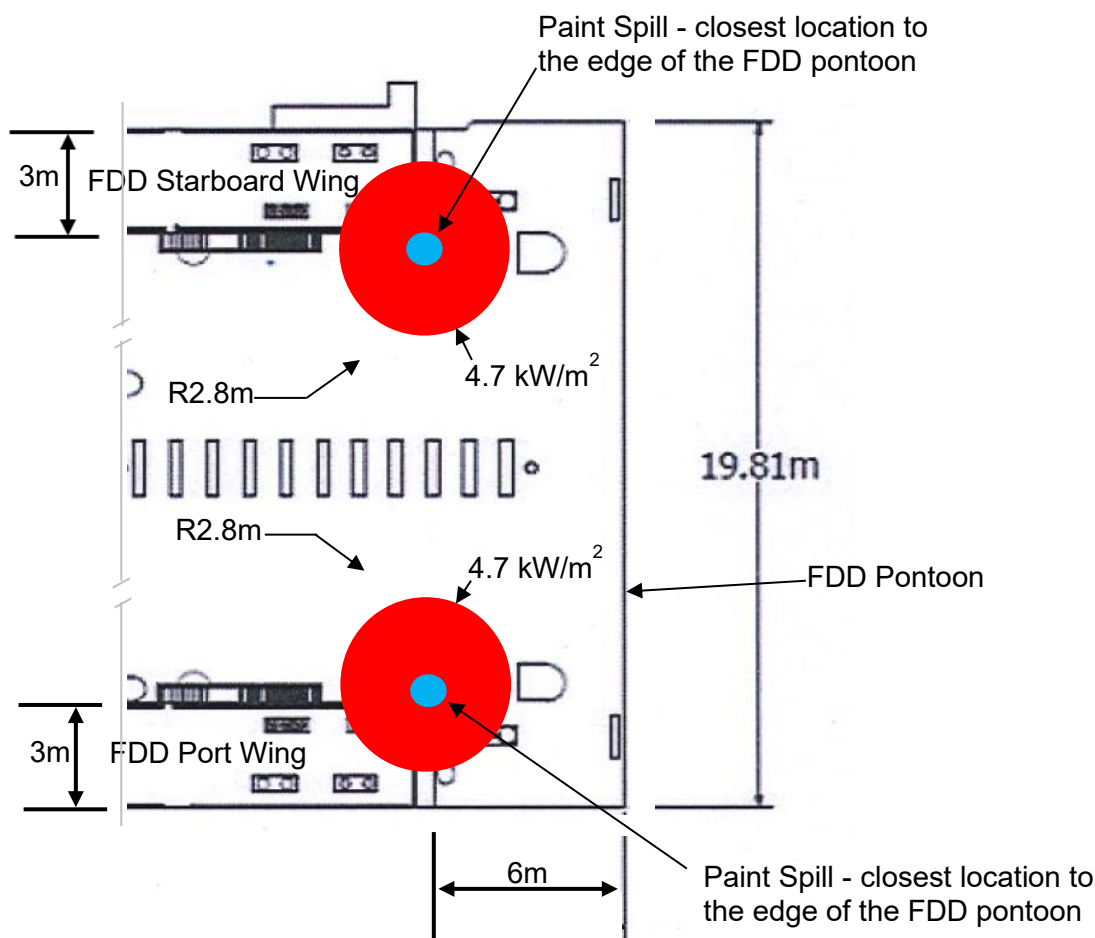 Paint Spill - closest location to
the edge of the FDD pontoon
3m
FDD Starboard Wing
4.7 kW/m²
R2.8m
19.81m
R2.8m
4.7 kW/m²
FDD Pontoon
3m
FDD Port Wing
6m
Paint Spill - closest location to
the edge of the FDD pontoon